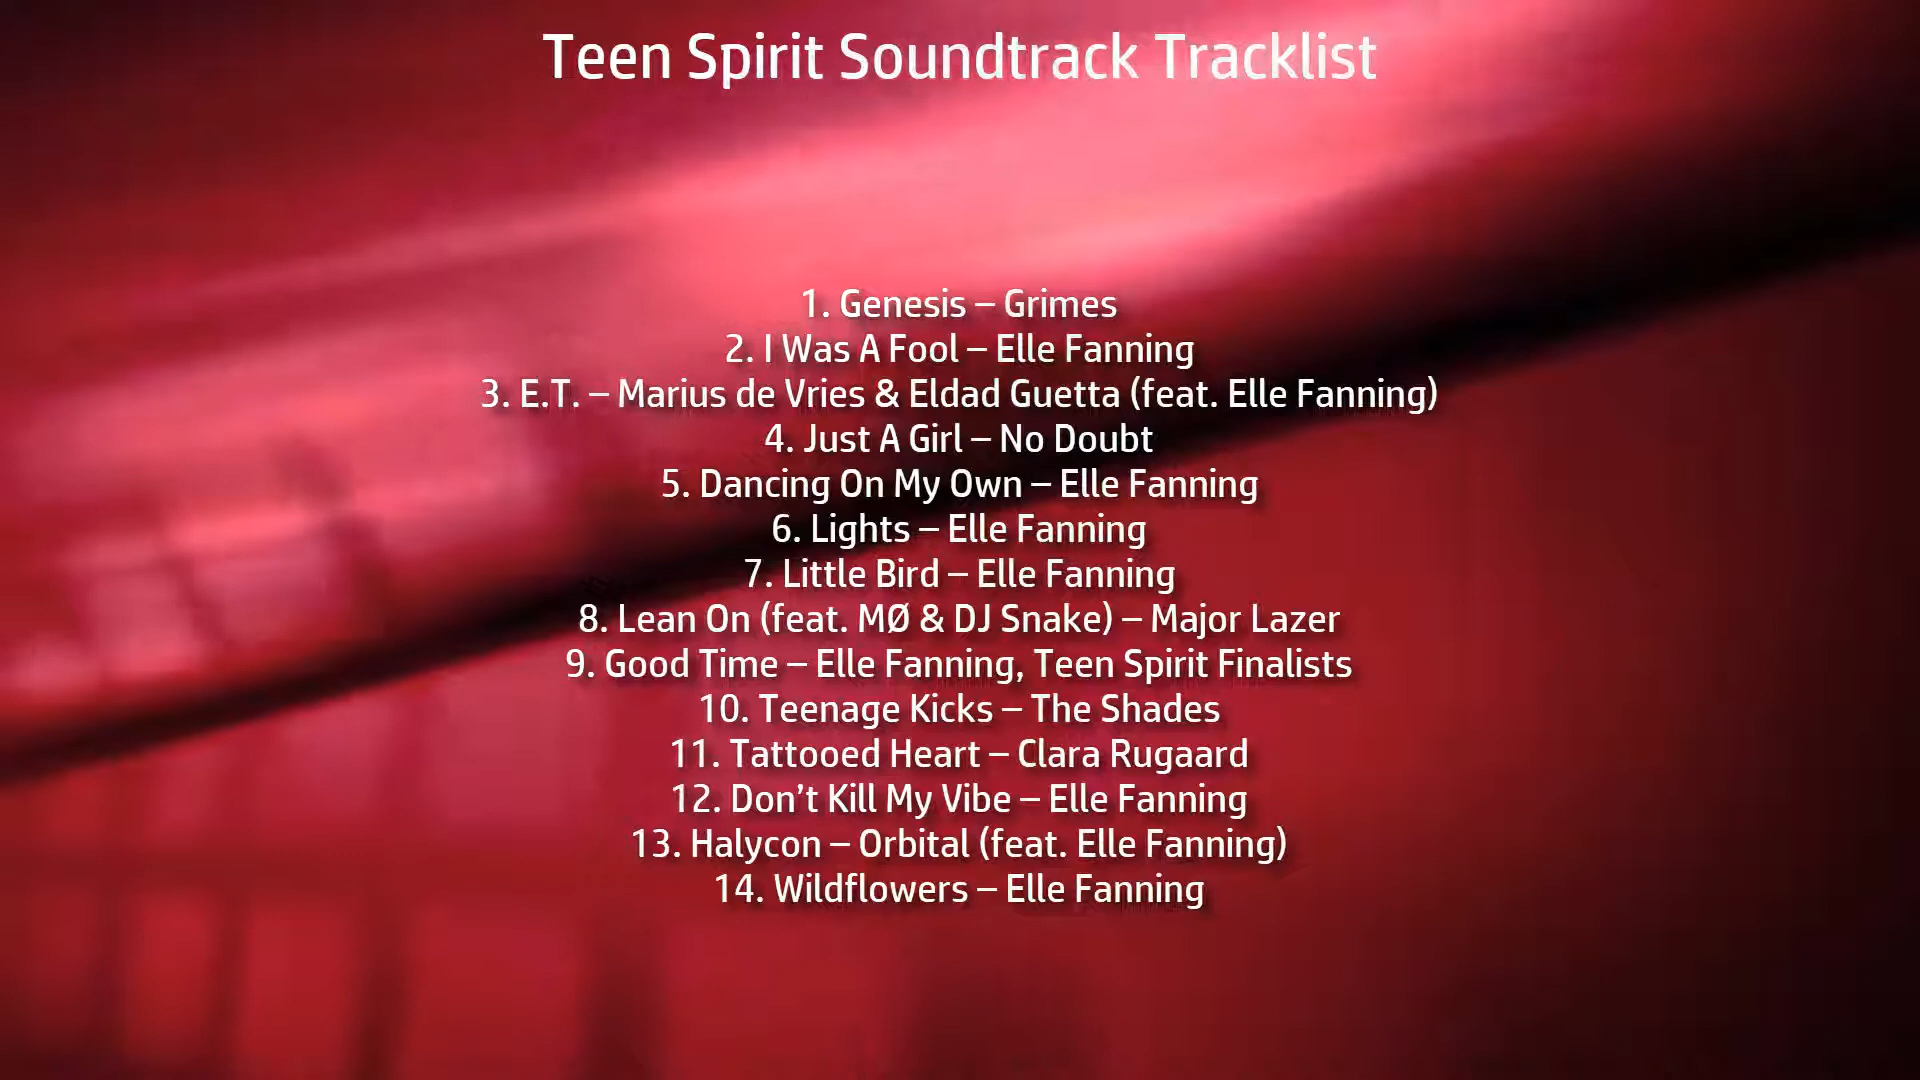 Teen Spirit Soundtrack Tracklist
1. Genesis – Grimes
2. I Was A Fool – Elle Fanning
3. E.T. – Marius de Vries & Eldad Guetta (feat. Elle Fanning)
4. Just A Girl – No Doubt
5. Dancing On My Own – Elle Fanning
6. Lights – Elle Fanning
7. Little Bird – Elle Fanning
8. Lean On (feat. MØ & DJ Snake) – Major Lazer
9. Good Time – Elle Fanning, Teen Spirit Finalists
10. Teenage Kicks – The Shades
11. Tattooed Heart – Clara Rugaard
12. Don’t Kill My Vibe – Elle Fanning
13. Halycon – Orbital (feat. Elle Fanning)
14. Wildflowers – Elle Fanning